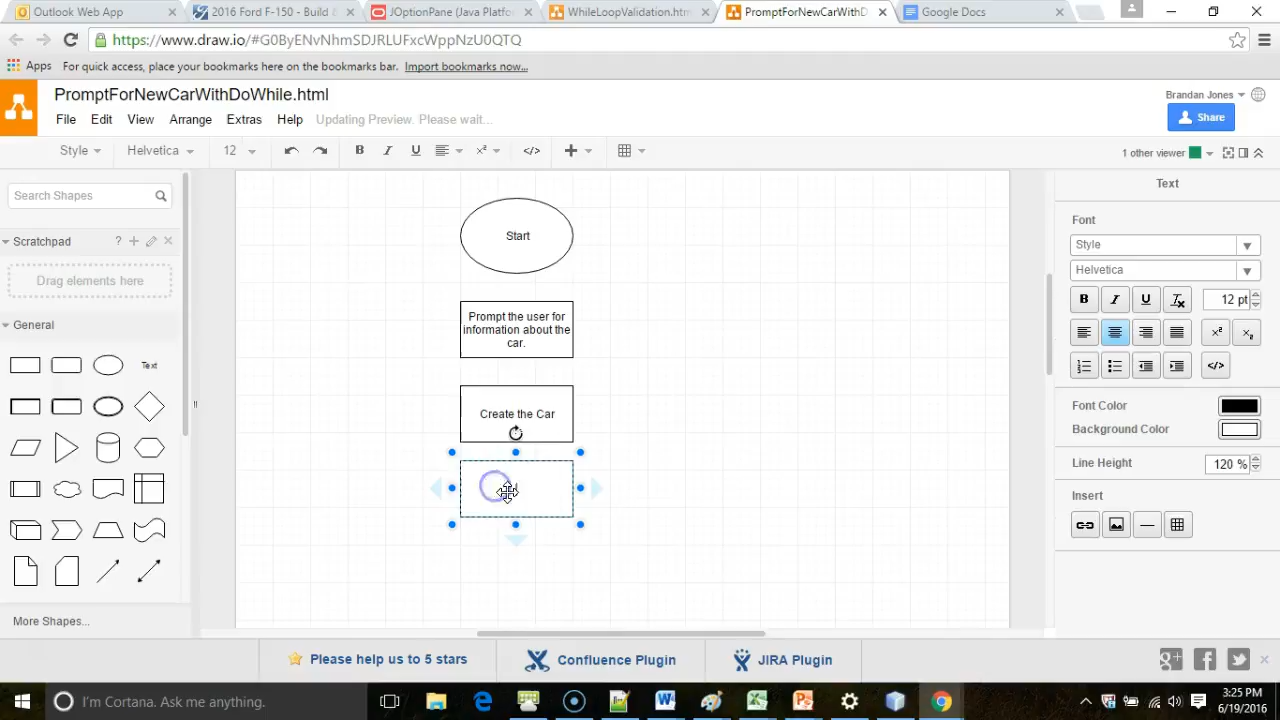 Outlook Web App
2016 Ford F-150 - Build &
JOptionPane (Java Platfo
WhileLoopValidation.htm
PromptForNewCarWithD
Google Docs
https://www.draw.io/#G0ByENvNhmSDJRLUFxcWppNzU0QTQ
Apps
For quick access, place your bookmarks here on the bookmarks bar.
Import bookmarks now...
PromptForNewCarWithDoWhile.html
Brandan Jones
File Edit View Arrange Extras Help Updating Preview. Please wait...
Share
Style Helvetica 12 B I U x² </>
1 other viewer
Search Shapes
Scratchpad ?
Drag elements here
General
Text
More Shapes...
Start
Prompt the user for
information about the
car.
Create the Car
Text
Font
Style
Helvetica
B I U T 12 pt
x² x₂
</>
Font Color
Background Color
Line Height 120 %
Insert
Please help us to 5 stars
Confluence Plugin
JIRA Plugin
g+
I'm Cortana. Ask me anything.
3:25 PM
6/19/2016